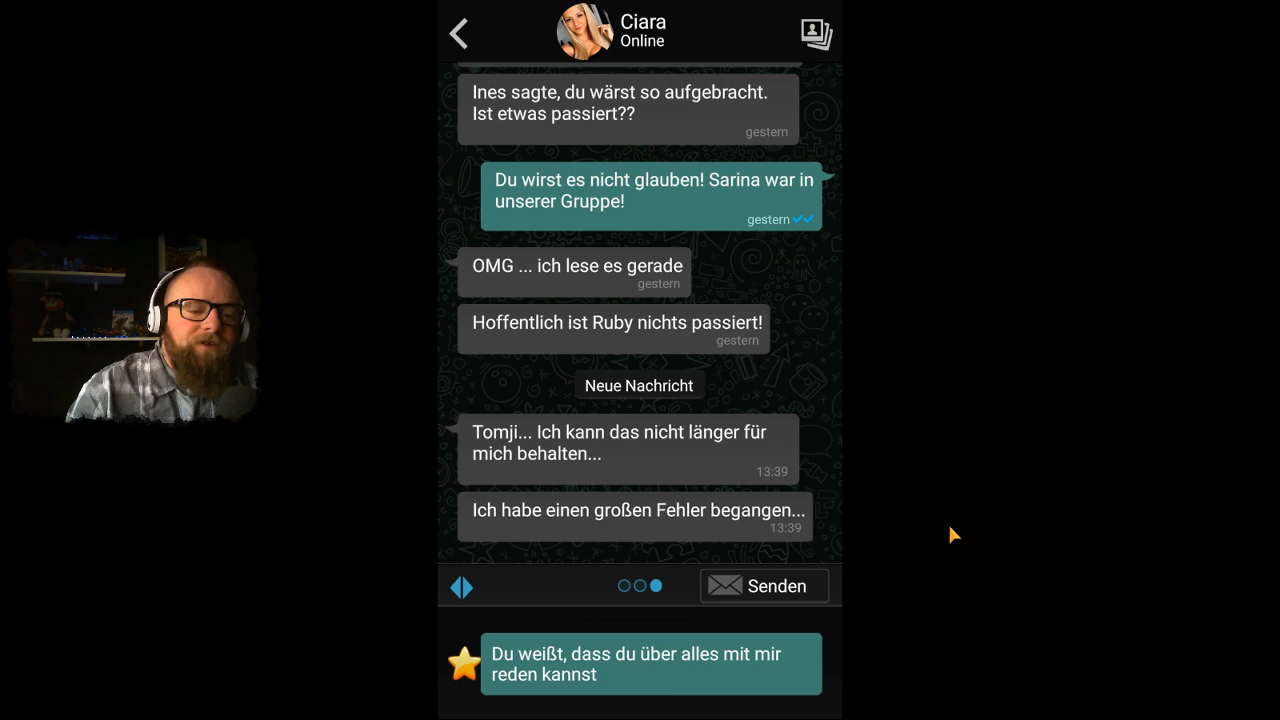 Ciara
Online
Ines sagte, du wärst so aufgebracht.
Ist etwas passiert??
gestern
Du wirst es nicht glauben! Sarina war in
unserer Gruppe!
gestern
OMG ... ich lese es gerade
gestern
Hoffentlich ist Ruby nichts passiert!
gestern
Neue Nachricht
Tomji... Ich kann das nicht länger für
mich behalten...
13:39
Ich habe einen großen Fehler begangen...
13:39
Senden
Du weißt, dass du über alles mit mir
reden kannst